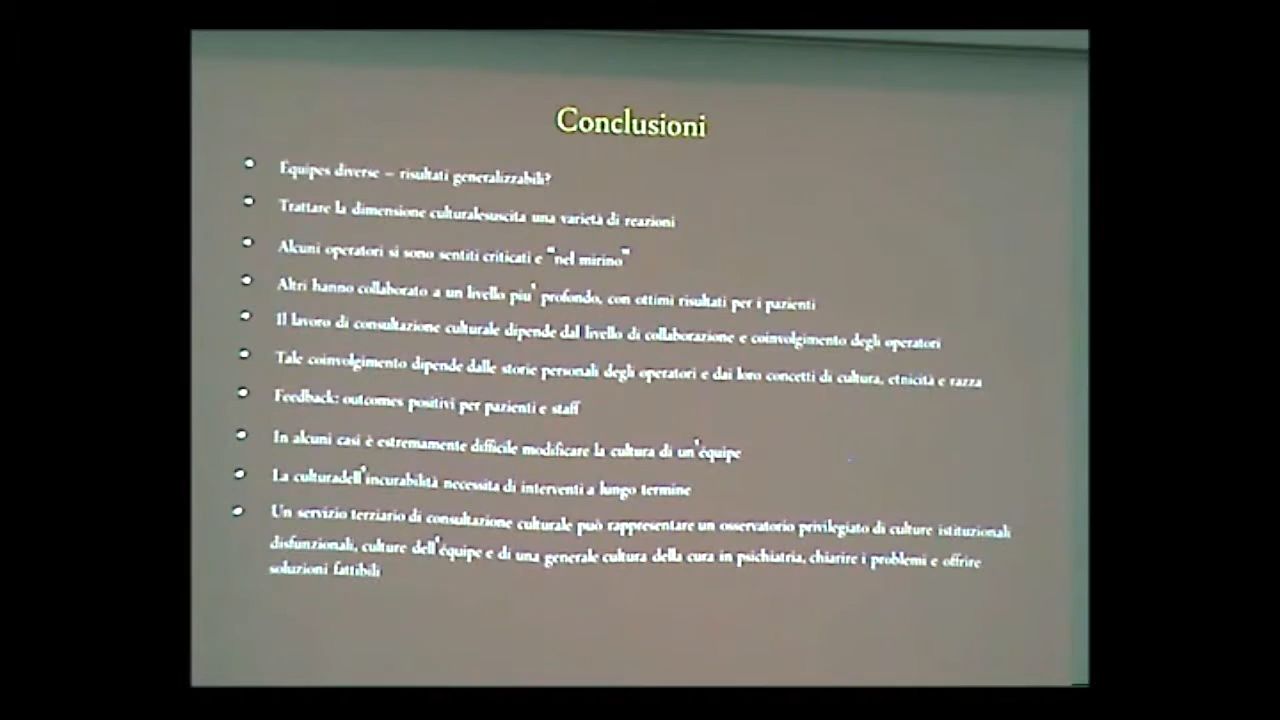 Conclusioni
Équipes diverse – risultati generalizzabili?
Trattare la dimensione culturalesuscita una varietà di reazioni
Alcuni operatori si sono sentiti criticati e "nel mirino"
Altri hanno collaborato a un livello piu' profondo, con ottimi risultati per i pazienti
Il lavoro di consultazione culturale dipende dal livello di collaborazione e coinvolgimento degli operatori
Tale coinvolgimento dipende dalle storie personali degli operatori e dai loro concetti di cultura, etnicità e razza
Feedback: outcomes positivi per pazienti e staff
In alcuni casi è estremamente difficile modificare la cultura di un'équipe
La culturadell'incurabilità necessita di interventi a lungo termine
Un servizio terziario di consultazione culturale può rappresentare un osservatorio privilegiato di culture istituzionali
disfunzionali, culture dell'équipe e di una generale cultura della cura in psichiatria, chiarire i problemi e offrire
soluzioni fattibili